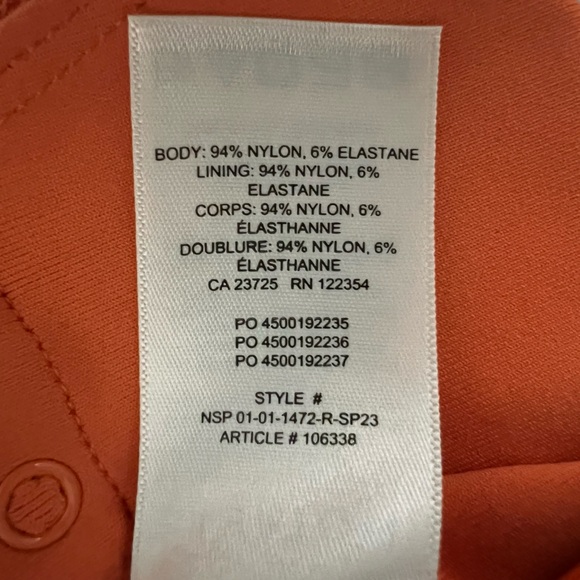 BODY: 94% NYLON, 6% ELASTANE
LINING: 94% NYLON, 6%
ELASTANE
CORPS: 94% NYLON, 6%
ÉLASTHANNE
DOUBLURE: 94% NYLON, 6%
ÉLASTHANNE
CA 23725 RN 122354
PO 4500192235
PO 4500192236
PO 4500192237
STYLE #
NSP 01-01-1472-R-SP23
ARTICLE # 106338